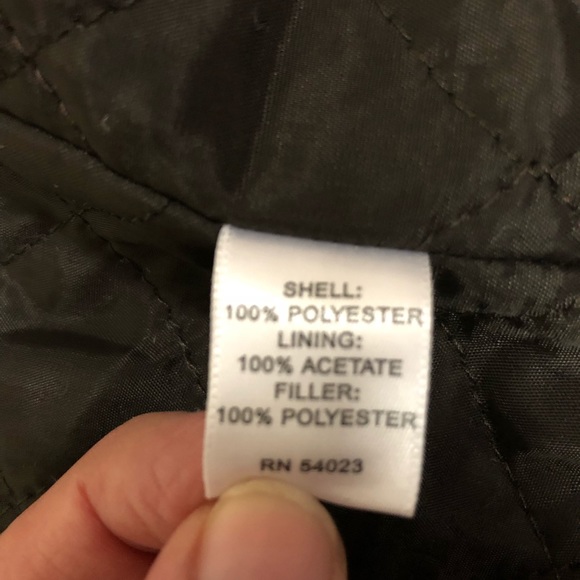 SHELL:
100% POLYESTER
LINING:
100% ACETATE
FILLER:
100% POLYESTER
RN 54023